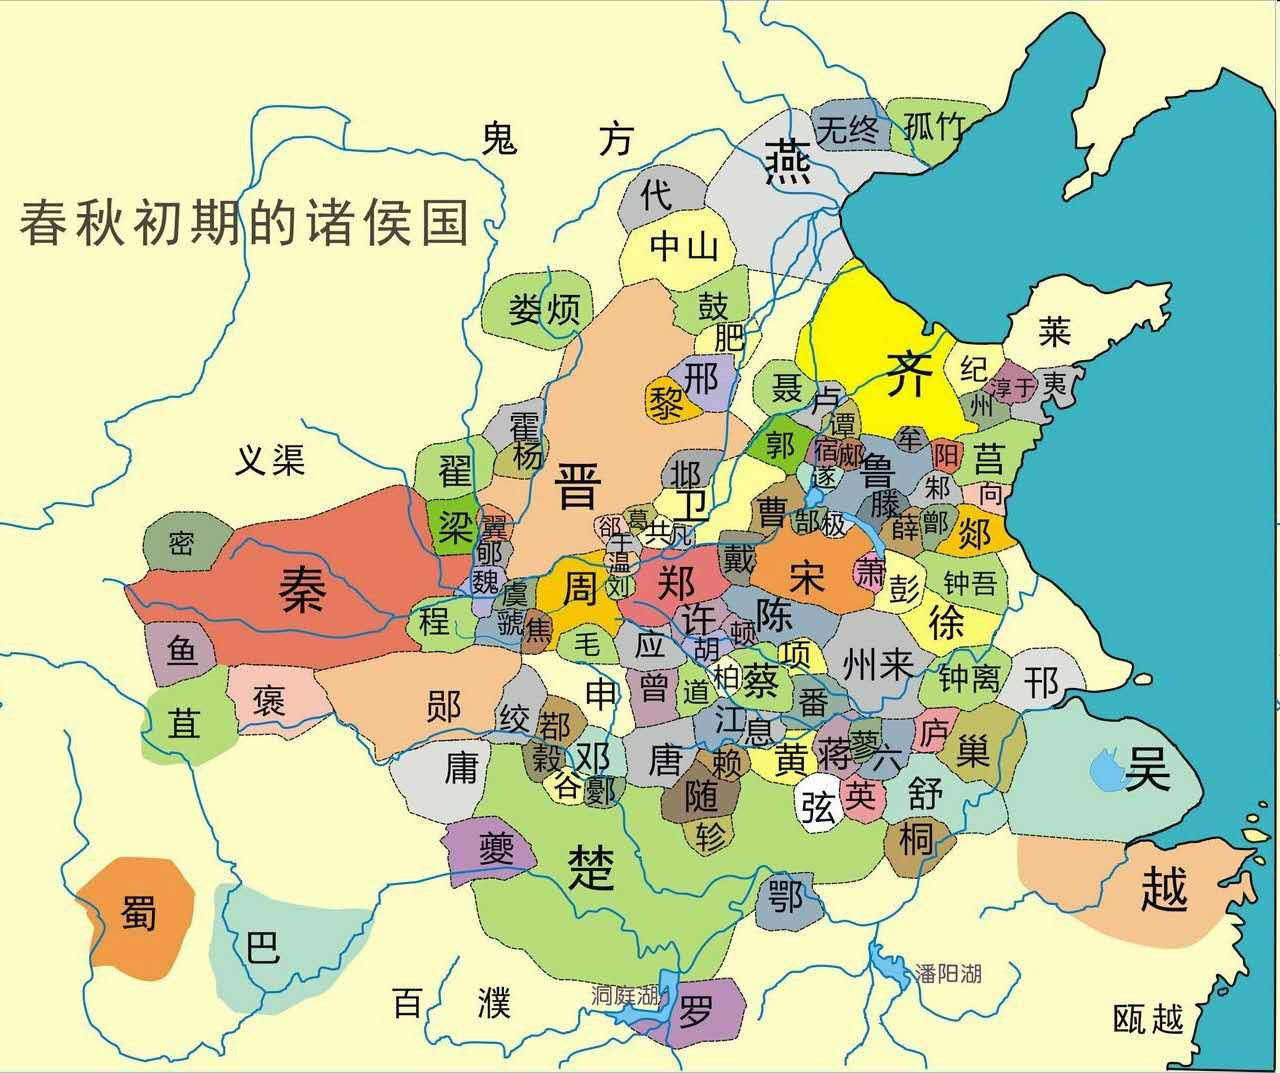 春秋初期的诸侯国
鬼 方
无终
孤竹
燕
代
中山
娄烦
鼓
肥
莱
邢
黎
齐
纪
淳于
夷
聂
卢
州
霍
谭
杨
郭
宿
郕
牟
阳
莒
义渠
翟
邶
遂
鲁
邾
向
晋
卫
滕
曹
郜
极
薛
鄫
郯
梁
翼
郇
郐
葛
共
凡
密
温
戴
秦
魏
虞
周
刘
郑
宋
萧
彭
钟吾
程
虢
焦
许
陈
徐
鱼
毛
应
胡
顿
项
州来
褒
曾
道
柏
蔡
钟离
邗
苴
郧
绞
鄀
申
江
息
番
庸
榖
邓
唐
赖
黄
蒋
蓼
六
庐
巢
吴
谷
鄾
随
弦
英
舒
轸
桐
夔
楚
鄂
越
蜀
巴
百 濮
洞庭湖
罗
潘阳湖
瓯越